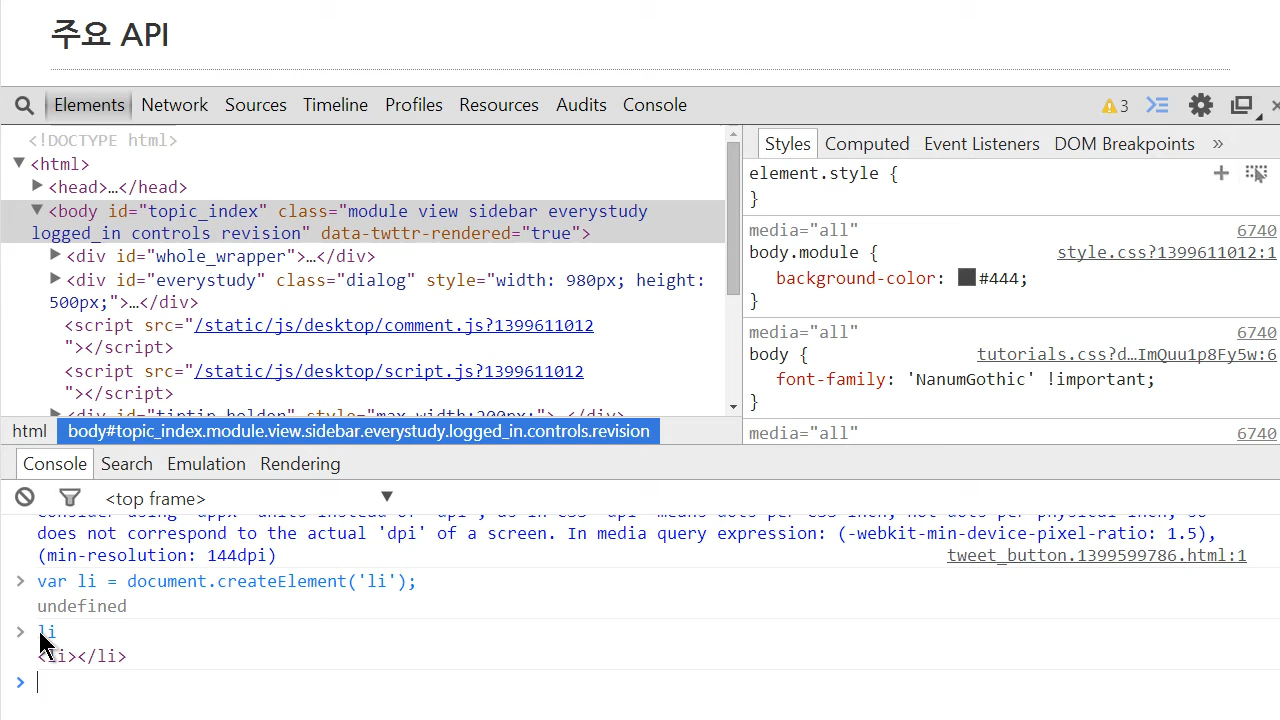 주요 API
Elements Network Sources Timeline Profiles Resources Audits Console 3
<!DOCTYPE html>
<html>
<head>…</head>
<body id="topic_index" class="module view sidebar everystudy
logged_in controls revision" data-twttr-rendered="true">
<div id="whole_wrapper">…</div>
<div id="everystudy" class="dialog" style="width: 980px; height:
500px;">…</div>
<script src="/static/js/desktop/comment.js?1399611012
"></script>
<script src="/static/js/desktop/script.js?1399611012
"></script>
<div id="tiptip_holder" style="max-width:200px;">…</div>
html body#topic_index.module.view.sidebar.everystudy.logged_in.controls.revision
Styles Computed Event Listeners DOM Breakpoints »
element.style {
}
media="all" 6740
body.module { style.css?1399611012:1
background-color: #444;
}
media="all" 6740
body { tutorials.css?d…ImQuu1p8Fy5w:6
font-family: 'NanumGothic' !important;
}
media="all" 6740
Console Search Emulation Rendering
<top frame>
does not correspond to the actual 'dpi' of a screen. In media query expression: (-webkit-min-device-pixel-ratio: 1.5),
(min-resolution: 144dpi) tweet_button.1399599786.html:1
> var li = document.createElement('li');
undefined
> li
<li></li>
>